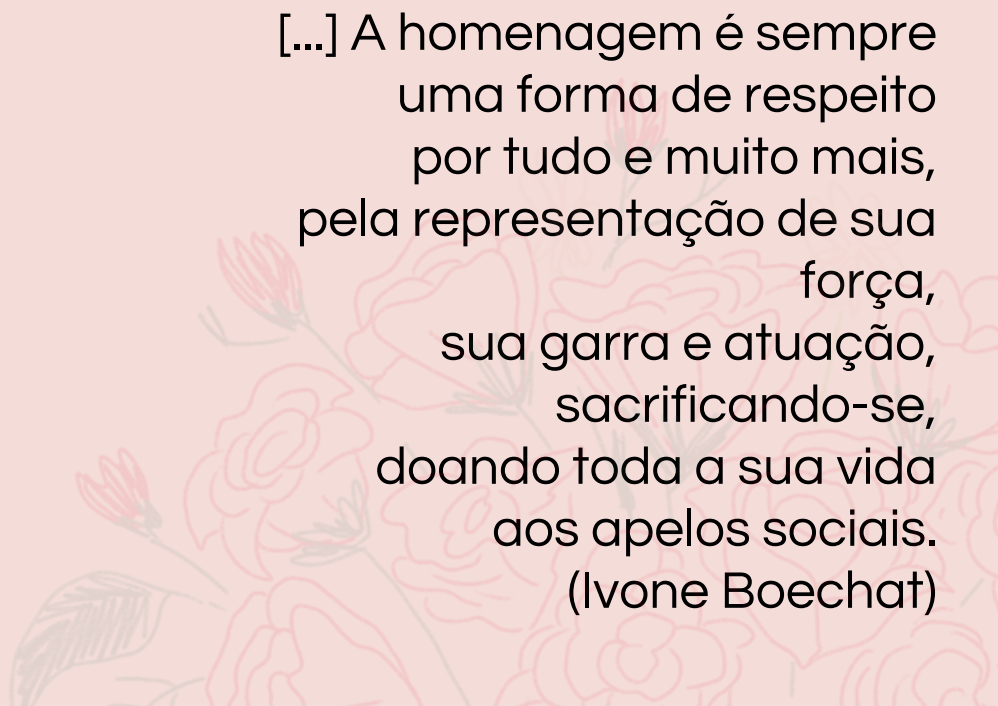 [...] A homenagem é sempre
uma forma de respeito
por tudo e muito mais,
pela representação de sua
força,
sua garra e atuação,
sacrificando-se,
doando toda a sua vida
aos apelos sociais.
(Ivone Boechat)